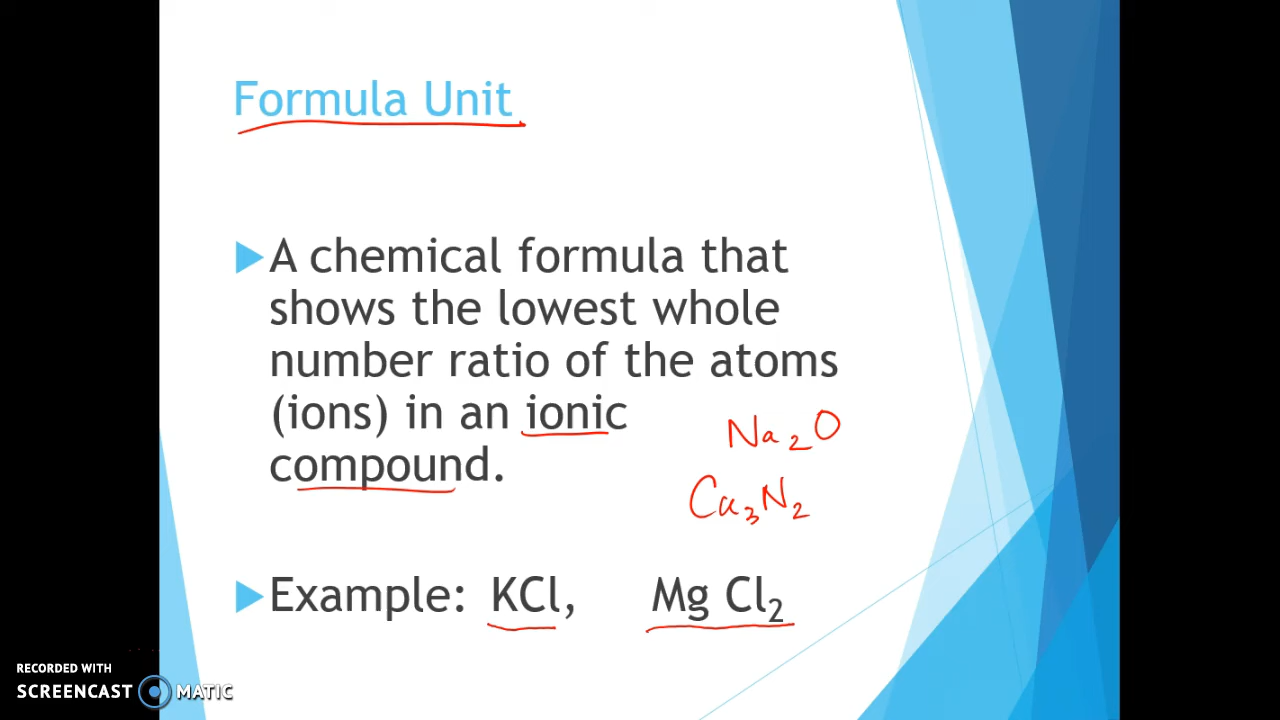 Formula Unit
A chemical formula that
shows the lowest whole
number ratio of the atoms
(ions) in an ionic
compound.
Na₂O
Ca₃N₂
Example: KCl, Mg Cl₂
RECORDED WITH
SCREENCAST MATIC